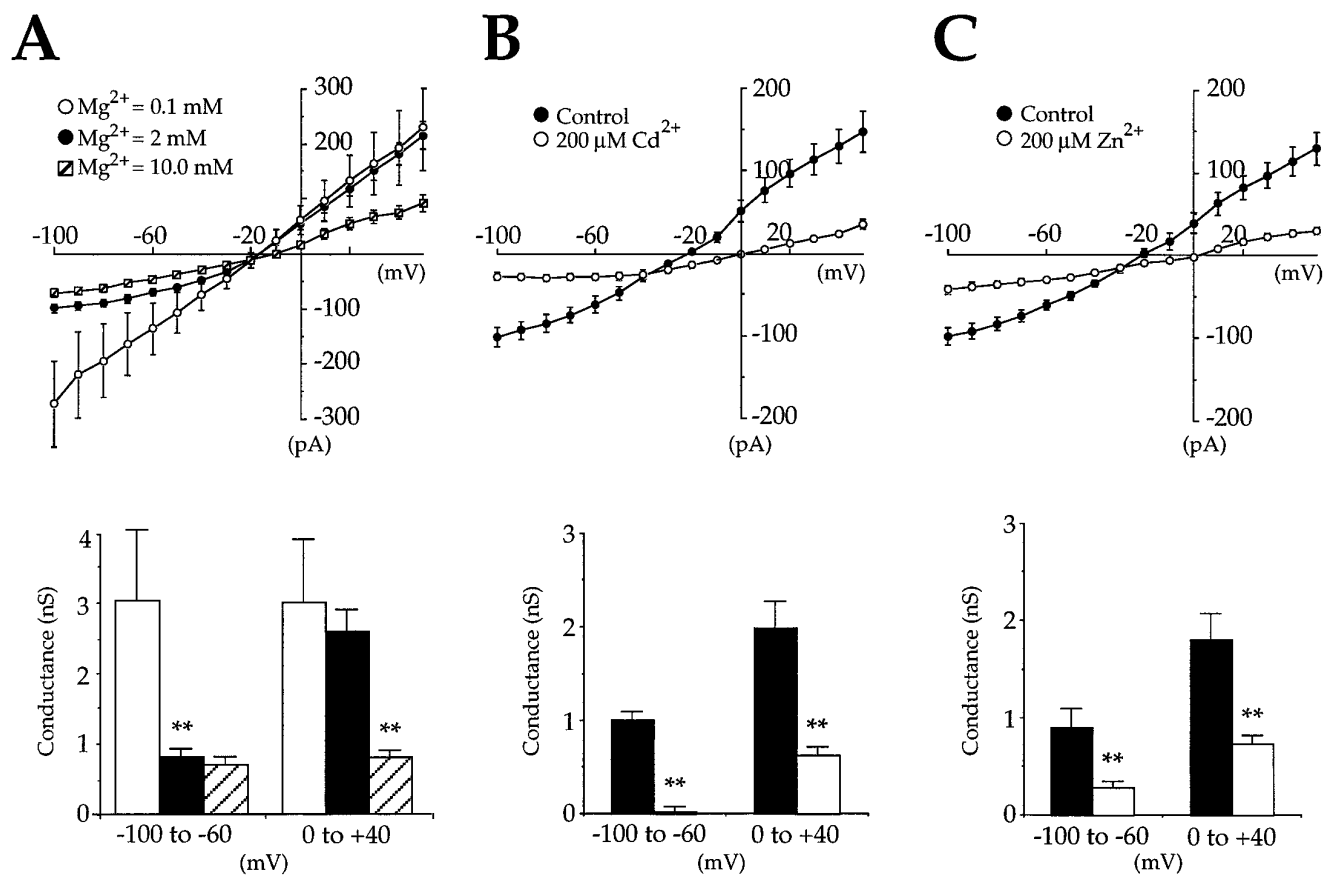 A
Mg2+ = 0.1 mM
Mg2+ = 2 mM
Mg2+ = 10.0 mM
300
200
100
-100 -60 -20 20
(mV)
-100
-200
-300
(pA)
4
3
2
1
0
Conductance (nS)
**
**
-100 to -60 0 to +40
(mV)
B
Control
200 µM Cd2+
200
100
-100 -60 -20 20
(mV)
-100
-200
(pA)
3
2
1
0
Conductance (nS)
**
**
-100 to -60 0 to +40
(mV)
C
Control
200 µM Zn2+
200
100
-100 -60 -20 20
(mV)
-100
-200
(pA)
3
2
1
0
Conductance (nS)
**
**
-100 to -60 0 to +40
(mV)